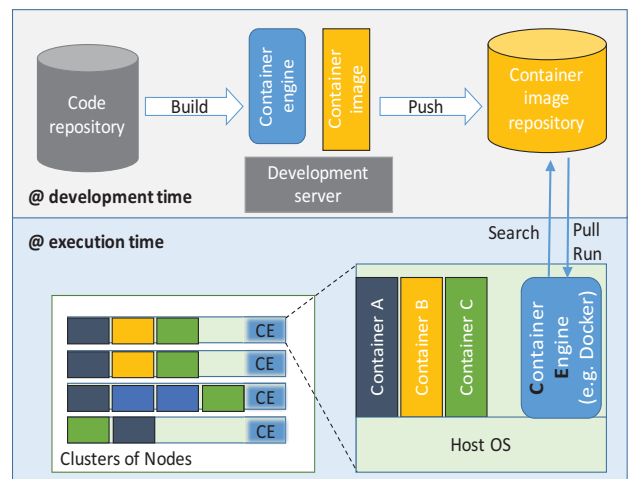 Code
repository
Build
Container
engine
Container
image
Push
Container
image
repository
Development
server
@ development time
@ execution time
Search
Pull
Run
CE
CE
CE
CE
Clusters of Nodes
Container A
Container B
Container C
Container
Engine
(e.g. Docker)
Host OS